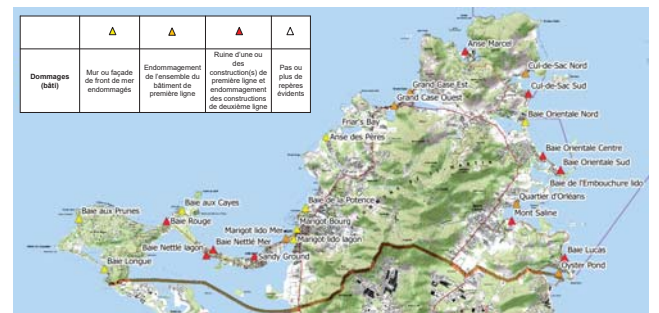 Dommages
(bâti)
Mur ou façade
de front de mer
endommagés
Endommagement
de l'ensemble du
bâtiment de
première ligne
Ruine d'une ou
des
construction(s) de
première ligne et
endommagement
des constructions
de deuxième ligne
Pas ou
plus de
repères
évidents
Anse Marcel
Cul-de-Sac Nord
Grand Case Est
Cul-de-Sac Sud
Grand Case Ouest
Friar's Bay
Baie Orientale Nord
Anse des Pères
Baie Orientale Centre
Baie Orientale Sud
Baie de l'Embouchure lido
Quartier d'Orléans
Baie aux Cayes
Baie de la Potence
Baie aux Prunes
Baie Rouge
Mont Saline
Marigot Bourg
Marigot lido Mer
Baie Nettlé Mer
Marigot lido lagon
Baie Nettlé lagon
Baie Lucas
Sandy Ground
Baie Longue
Oyster Pond